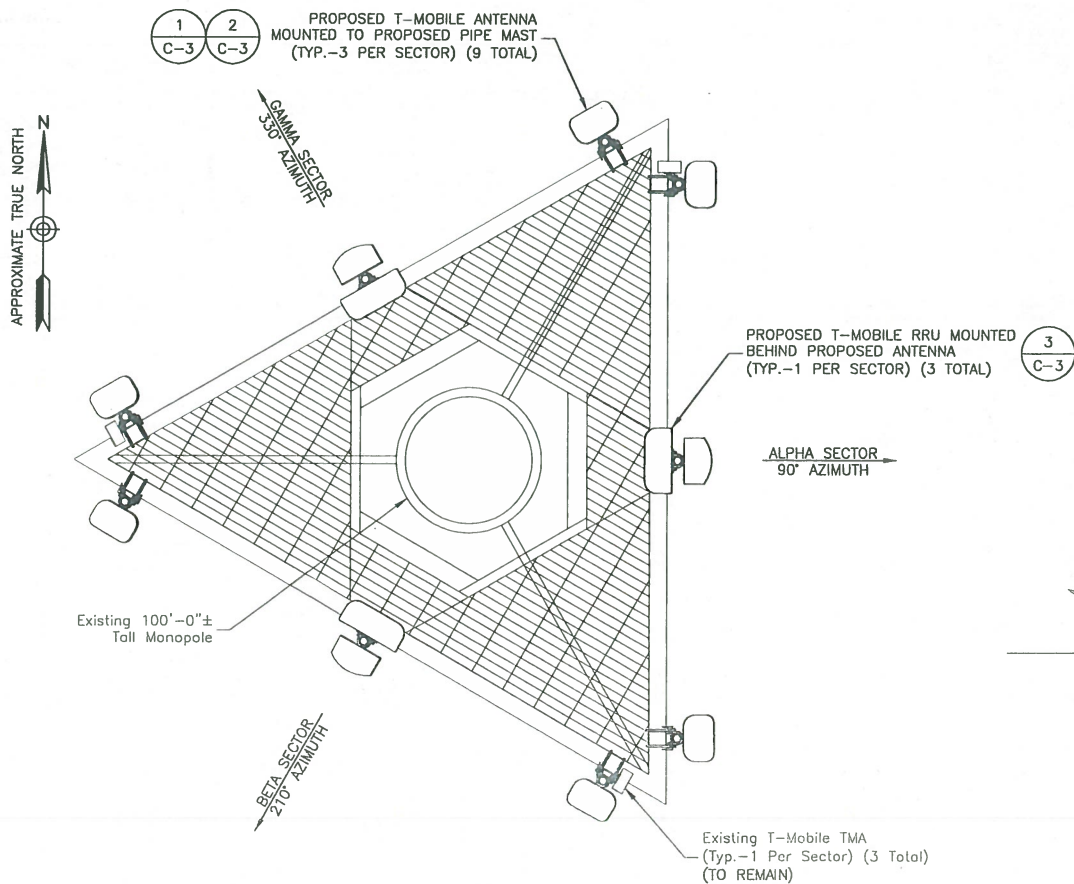 1
C-3
2
C-3
PROPOSED T-MOBILE ANTENNA
MOUNTED TO PROPOSED PIPE MAST
(TYP.-3 PER SECTOR) (9 TOTAL)
GAMMA SECTOR
330° AZIMUTH
N
APPROXIMATE TRUE NORTH
PROPOSED T-MOBILE RRU MOUNTED
BEHIND PROPOSED ANTENNA
(TYP.-1 PER SECTOR) (3 TOTAL)
3
C-3
ALPHA SECTOR
90° AZIMUTH
Existing 100'-0"±
Tall Monopole
BETA SECTOR
210° AZIMUTH
Existing T-Mobile TMA
(Typ.-1 Per Sector) (3 Total)
(TO REMAIN)